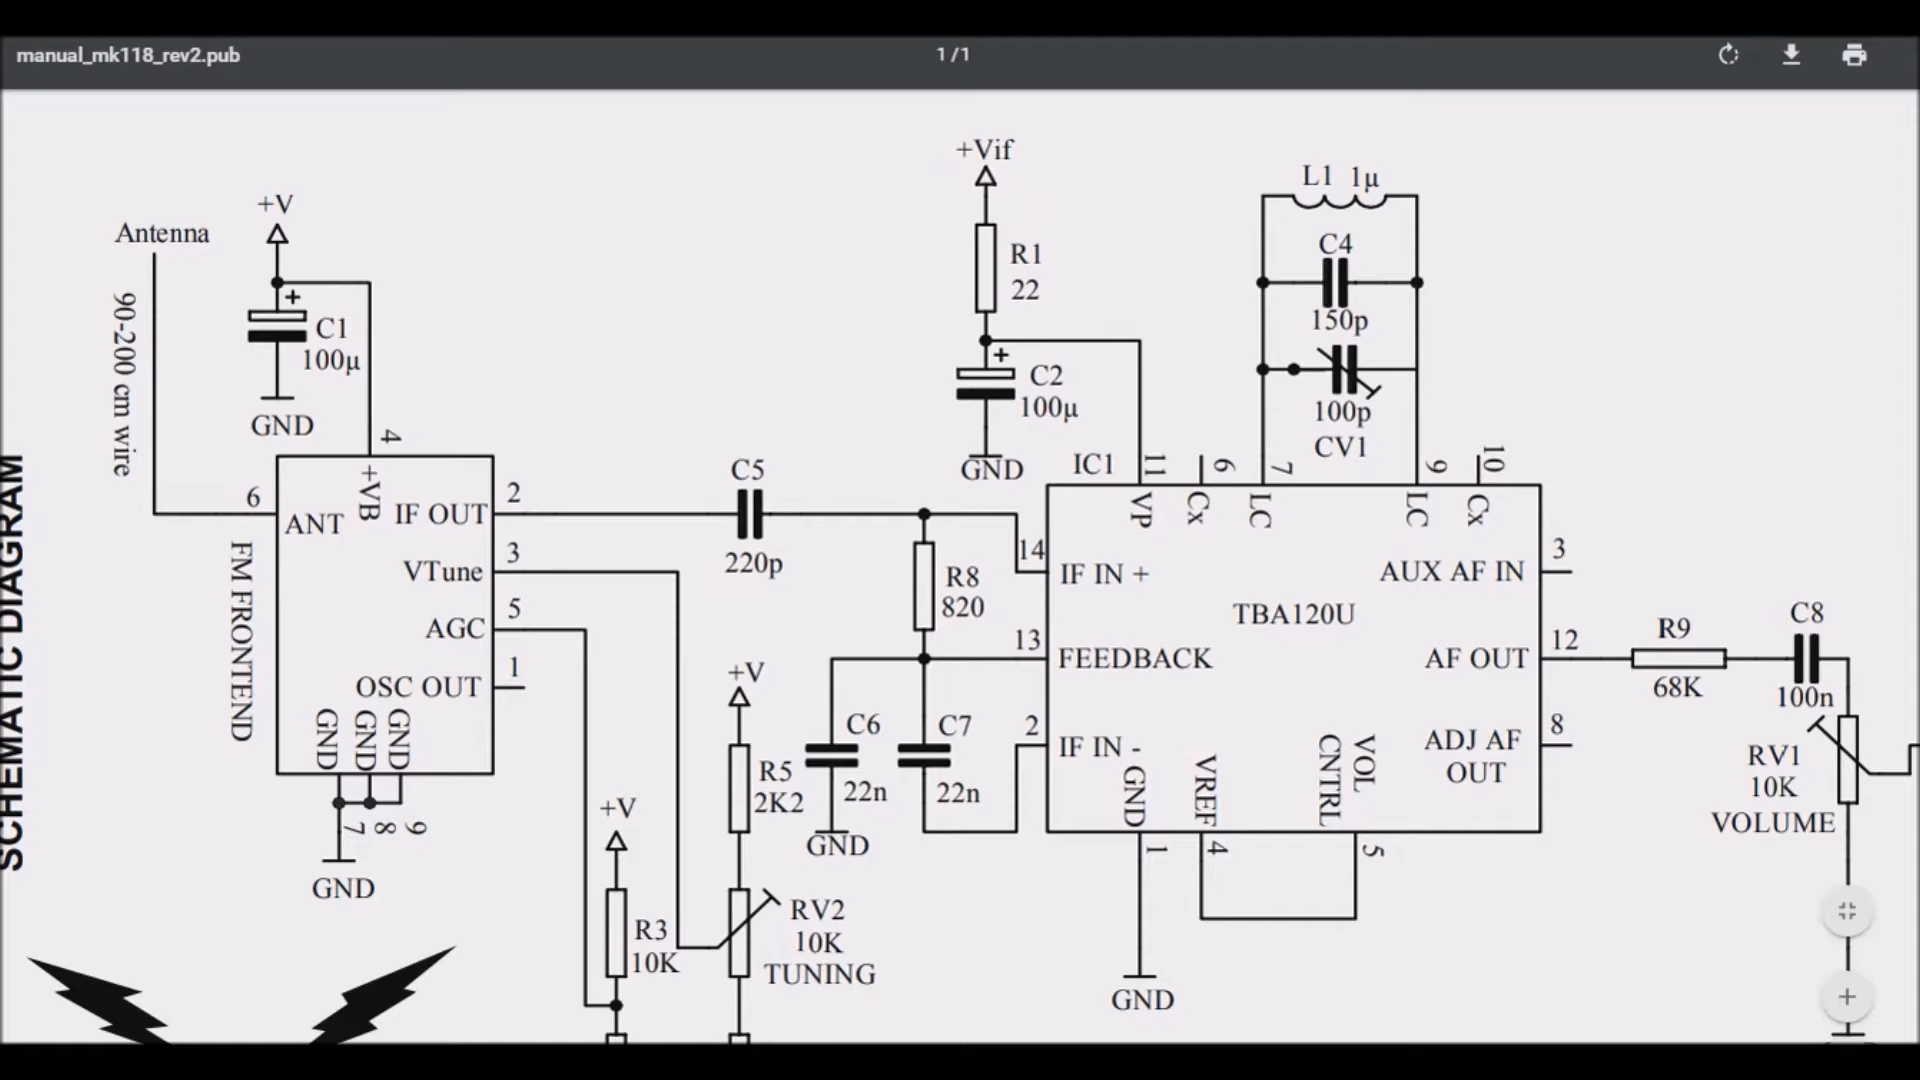 manual_mk118_rev2.pub
1 / 1
SCHEMATIC DIAGRAM
Antenna
90-200 cm wire
+V
+
C1
100µ
GND
4
6
ANT
+VB
IF OUT
2
VTune
3
AGC
5
OSC OUT
1
FM FRONTEND
GND
GND
GND
7
8
9
GND
C5
220p
+Vif
R1
22
+
C2
100µ
GND
L1 1µ
C4
150p
100p
CV1
IC1
11
6
7
9
10
VP
Cx
LC
LC
Cx
14
IF IN +
R8
820
13
FEEDBACK
TBA120U
AUX AF IN
3
AF OUT
12
ADJ AF
OUT
8
2
IF IN -
GND
VREF
VOL
CNTRL
1
4
5
GND
C6
22n
GND
C7
22n
+V
R5
2K2
RV2
10K
TUNING
+V
R3
10K
R9
68K
C8
100n
RV1
10K
VOLUME